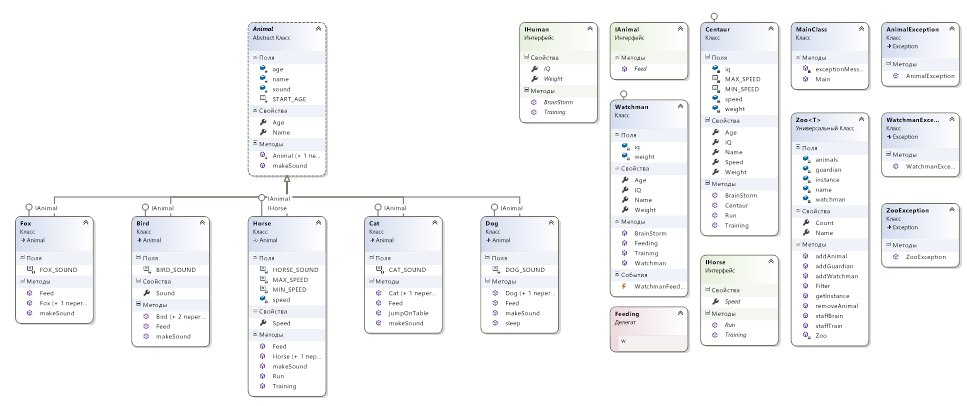 Animal
Abstract Класс
Поля
age
name
sound
START_AGE
Свойства
Age
Name
Методы
Animal (+ 1 пе...
makeSound
IAnimal
IAnimal
IAnimal
IHorse
IAnimal
IAnimal
Fox
Класс
Animal
Поля
FOX_SOUND
Методы
Feed
Fox (+ 1 перег...
makeSound
Bird
Класс
Animal
Поля
BIRD_SOUND
Свойства
Sound
Методы
Bird (+ 2 перег...
Feed
makeSound
Horse
Класс
Animal
Поля
HORSE_SOUND
MAX_SPEED
MIN_SPEED
speed
Свойства
Speed
Методы
Feed
Horse (+ 1 пер...
makeSound
Run
Training
Cat
Класс
Animal
Поля
CAT_SOUND
Методы
Cat (+ 1 перег...
Feed
jumpOnTable
makeSound
Dog
Класс
Animal
Поля
DOG_SOUND
Методы
Dog (+ 1 перег...
Feed
makeSound
sleep
IHuman
Интерфейс
Свойства
IQ
Weight
Методы
BrainStorm
Training
IAnimal
Интерфейс
Методы
Feed
Watchman
Класс
Поля
iq
weight
Свойства
Age
IQ
Name
Weight
Методы
BrainStorm
Feeding
Training
Watchman
События
WatchmanFeed...
Feeding
Делегат
w
Centaur
Класс
Поля
iq
MAX_SPEED
MIN_SPEED
speed
weight
Свойства
Age
IQ
Name
Speed
Weight
Методы
BrainStorm
Centaur
Run
Training
IHorse
Интерфейс
Свойства
Speed
Методы
Run
Training
MainClass
Класс
Методы
exceptionMess...
Main
Zoo<T>
Универсальный Класс
Поля
animals
guardian
instance
name
watchman
Свойства
Count
Name
Методы
addAnimal
addGuardian
addWatchman
Filter
getInstance
removeAnimal
staffBrain
staffTrain
Zoo
AnimalException
Класс
Exception
Методы
AnimalException
WatchmanExce...
Класс
Exception
Методы
WatchmanExce...
ZooException
Класс
Exception
Методы
ZooException